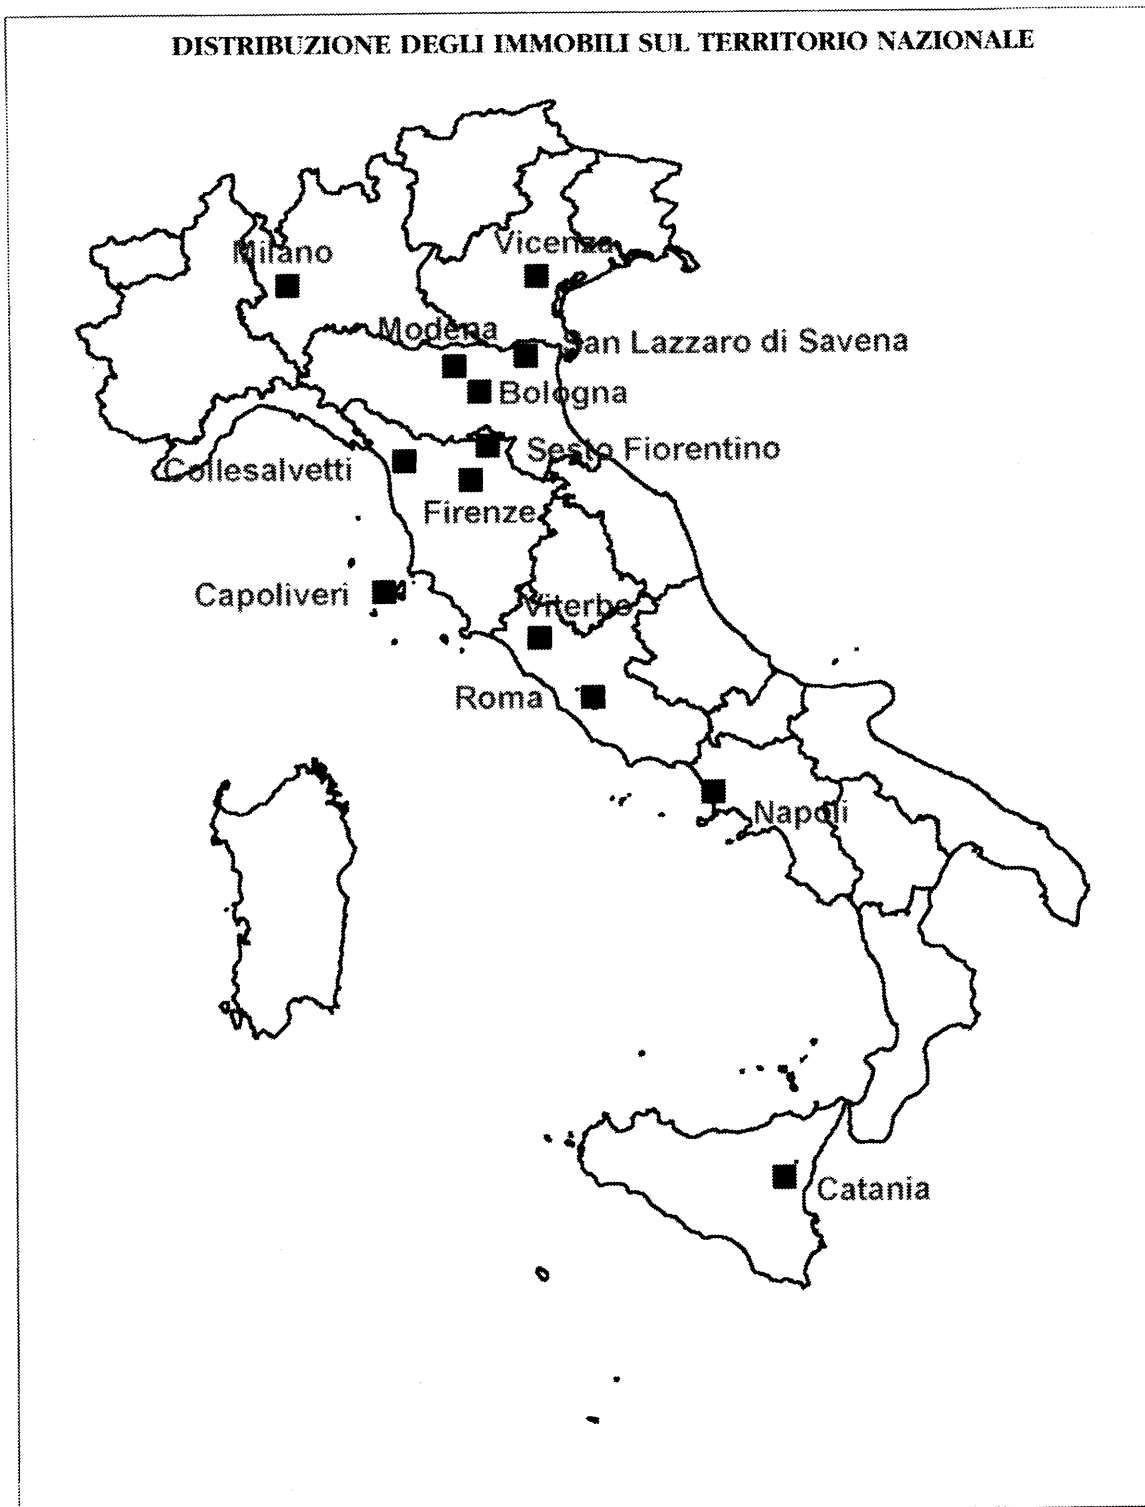 DISTRIBUZIONE DEGLI IMMOBILI SUL TERRITORIO NAZIONALE
Milano
Vicenza
Modena
San Lazzaro di Savena
Bologna
Sesto Fiorentino
Collesalvetti
Firenze
Capoliveri
Viterbo
Roma
Napoli
Catania